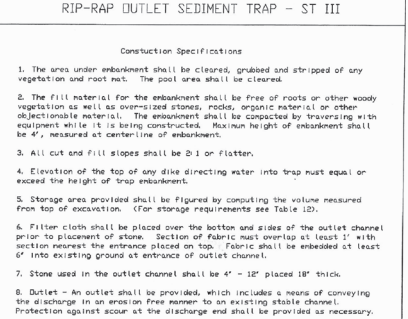 RIP-RAP OUTLET SEDIMENT TRAP - ST III
Constuction Specifications
1. The area under embankment shall be cleared, grubbed and stripped of any
vegetation and root mat. The pool area shall be cleared.
2. The fill material for the embankment shall be free of roots or other woody
vegetation as well as over-sized stones, rocks, organic material or other
objectionable material. The embankment shall be compacted by traversing with
equipment while it is being constructed. Maximum height of embankment shall
be 4', measured at centerline of embankment.
3. All cut and fill slopes shall be 2:1 or flatter.
4. Elevation of the top of any dike directing water into trap must equal or
exceed the height of trap embankment.
5. Storage area provided shall be figured by computing the volume measured
from top of excavation. (For storage requirements see Table 12).
6. Filter cloth shall be placed over the bottom and sides of the outlet channel
prior to placement of stone. Section of fabric must overlap at least 1' with
section nearest the entrance placed on top. Fabric shall be embedded at least
6" into existing ground at entrance of outlet channel.
7. Stone used in the outlet channel shall be 4" - 12" placed 18" thick.
8. Outlet - An outlet shall be provided, which includes a means of conveying
the discharge in an erosion free manner to an existing stable channel.
Protection against scour at the discharge end shall be provided as necessary.